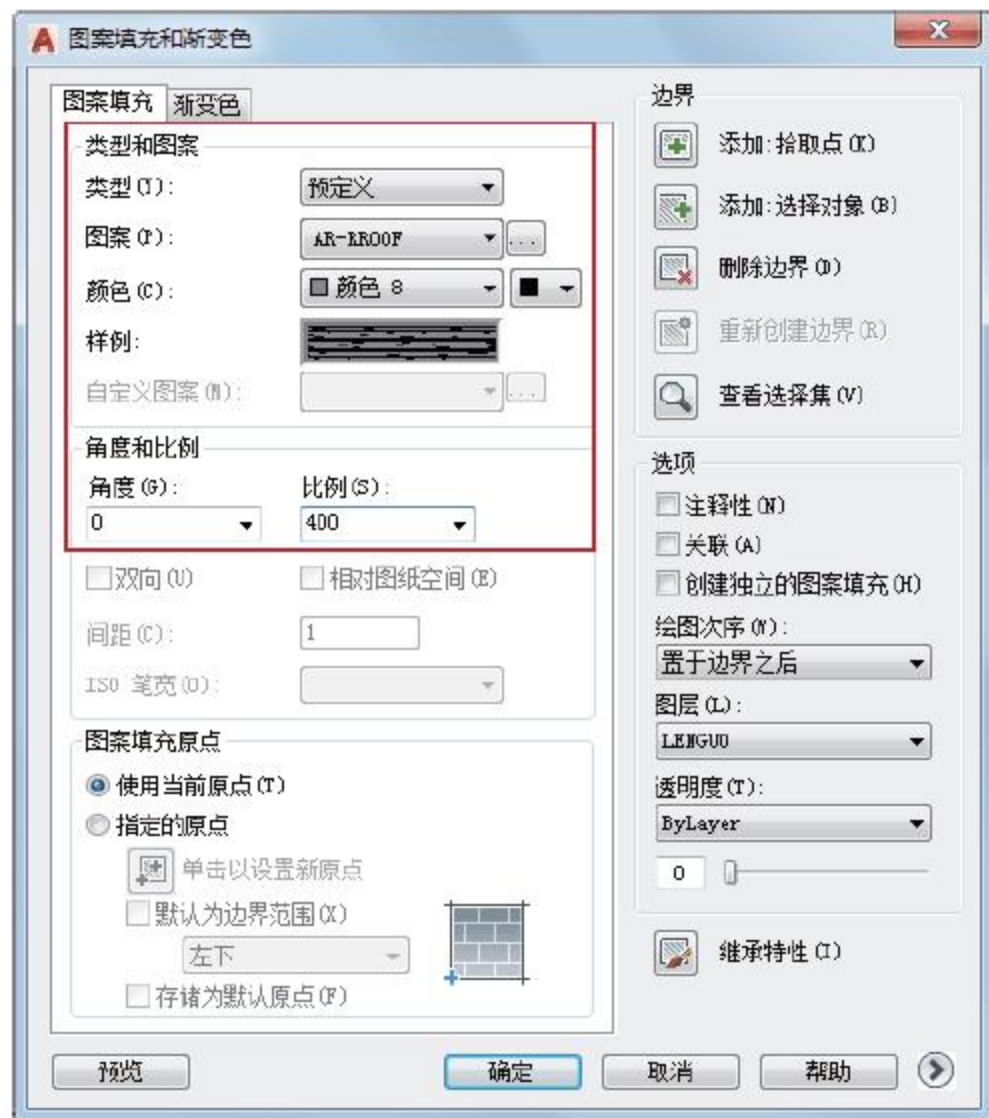 图案填充和渐变色
图案填充 渐变色
类型和图案
类型(Y):
预定义
图案(P):
AR-RROOF
...
颜色(C):
颜色 8
样例:
自定义图案(M):
...
角度和比例
角度(G):
比例(S):
0
400
双向(U)
相对图纸空间(E)
间距(C):
1
ISO 笔宽(O):
图案填充原点
使用当前原点(T)
指定的原点
单击以设置新原点
默认为边界范围(X)
左下
存储为默认原点(F)
边界
添加:拾取点(K)
添加:选择对象(B)
删除边界(D)
重新创建边界(R)
查看选择集(V)
选项
注释性(N)
关联(A)
创建独立的图案填充(H)
绘图次序(W):
置于边界之后
图层(L):
LENGUO
透明度(T):
ByLayer
0
继承特性(I)
预览
确定
取消
帮助